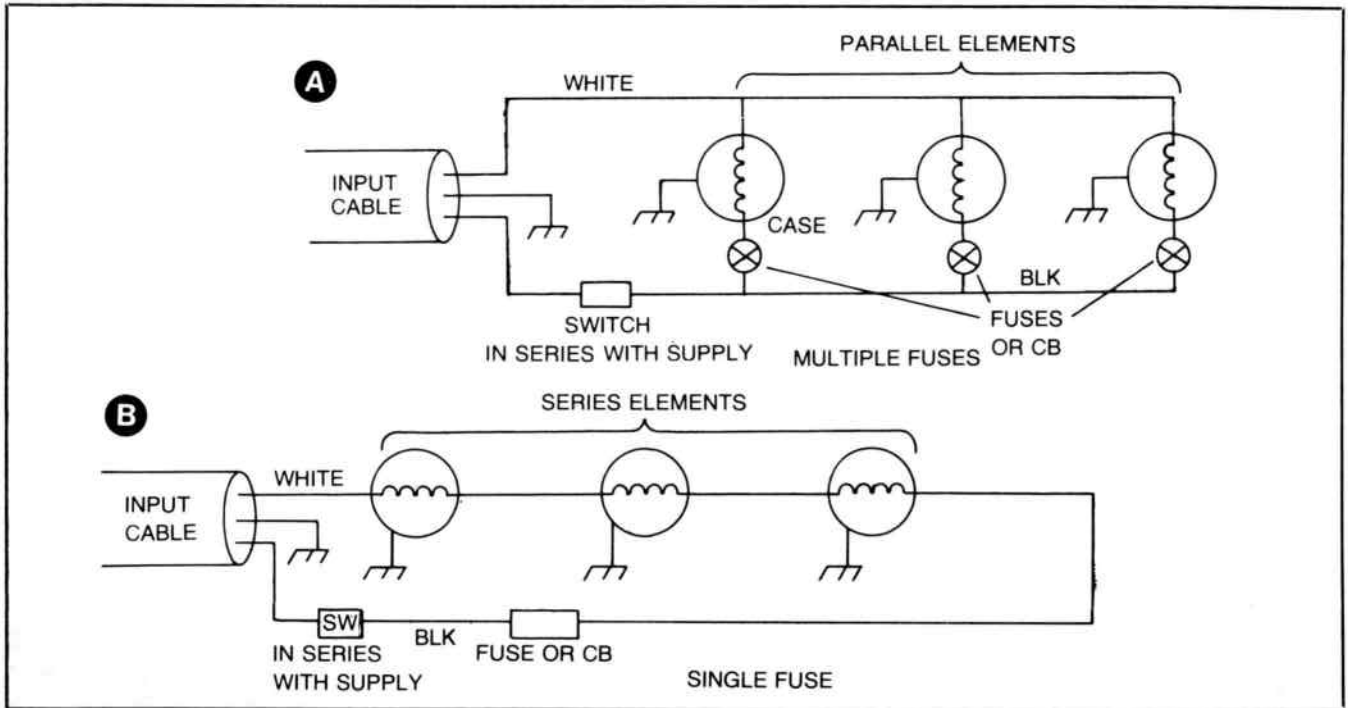 A
PARALLEL ELEMENTS
WHITE
INPUT
CABLE
CASE
BLK
SWITCH
IN SERIES WITH SUPPLY
MULTIPLE FUSES
FUSES
OR CB
B
SERIES ELEMENTS
WHITE
INPUT
CABLE
SW
BLK
IN SERIES
WITH SUPPLY
FUSE OR CB
SINGLE FUSE